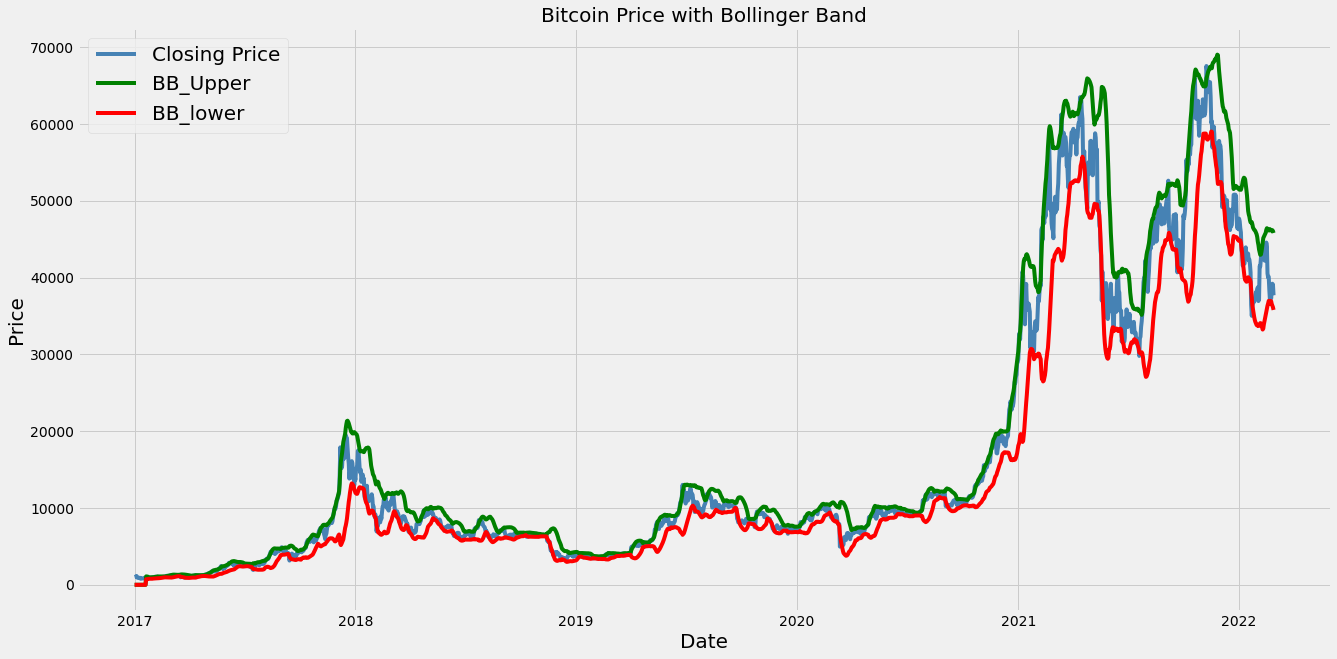 Bitcoin Price with Bollinger Band
Closing Price
BB_Upper
BB_lower
70000
60000
50000
40000
30000
20000
10000
0
Price
2017 2018 2019 2020 2021 2022
Date